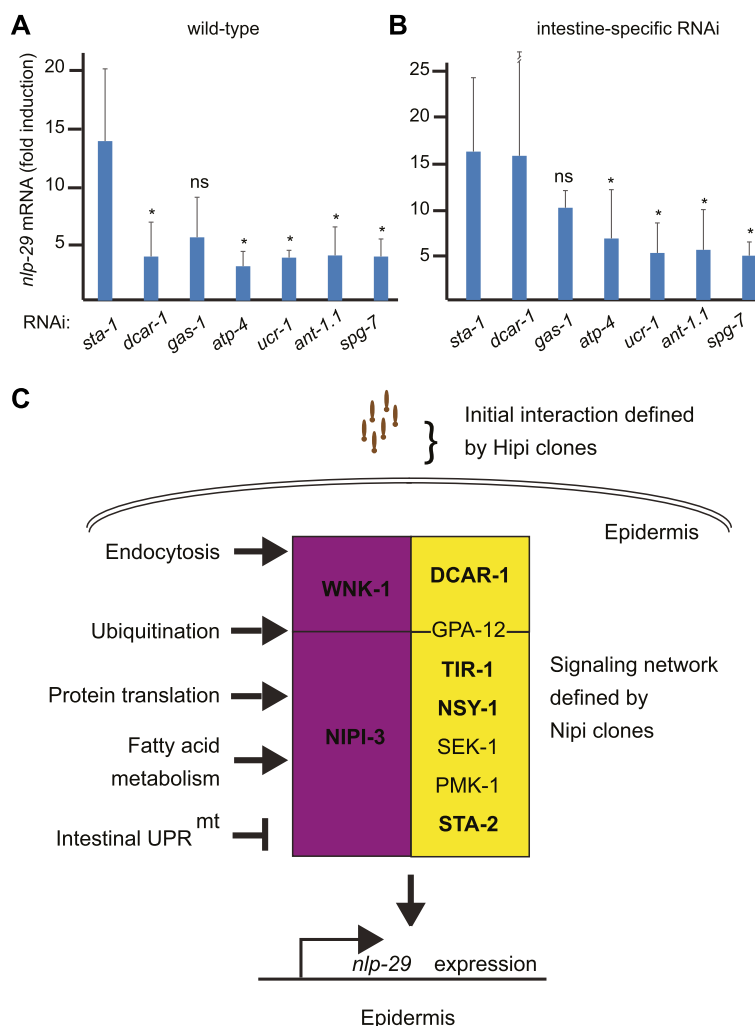 A
wild-type
nlp-29 mRNA (fold induction)
20
15
10
5
*
ns
*
*
*
*
RNAi:
sta-1
dcar-1
gas-1
atp-4
ucr-1
ant-1.1
spg-7
B
intestine-specific RNAi
25
20
15
10
5
ns
*
*
*
*
sta-1
dcar-1
gas-1
atp-4
ucr-1
ant-1.1
spg-7
C
}
Initial interaction defined
by Hipi clones
Epidermis
Endocytosis
Ubiquitination
Protein translation
Fatty acid
metabolism
Intestinal UPR mt
WNK-1
NIPI-3
DCAR-1
GPA-12
TIR-1
NSY-1
SEK-1
PMK-1
STA-2
Signaling network
defined by
Nipi clones
nlp-29 expression
Epidermis